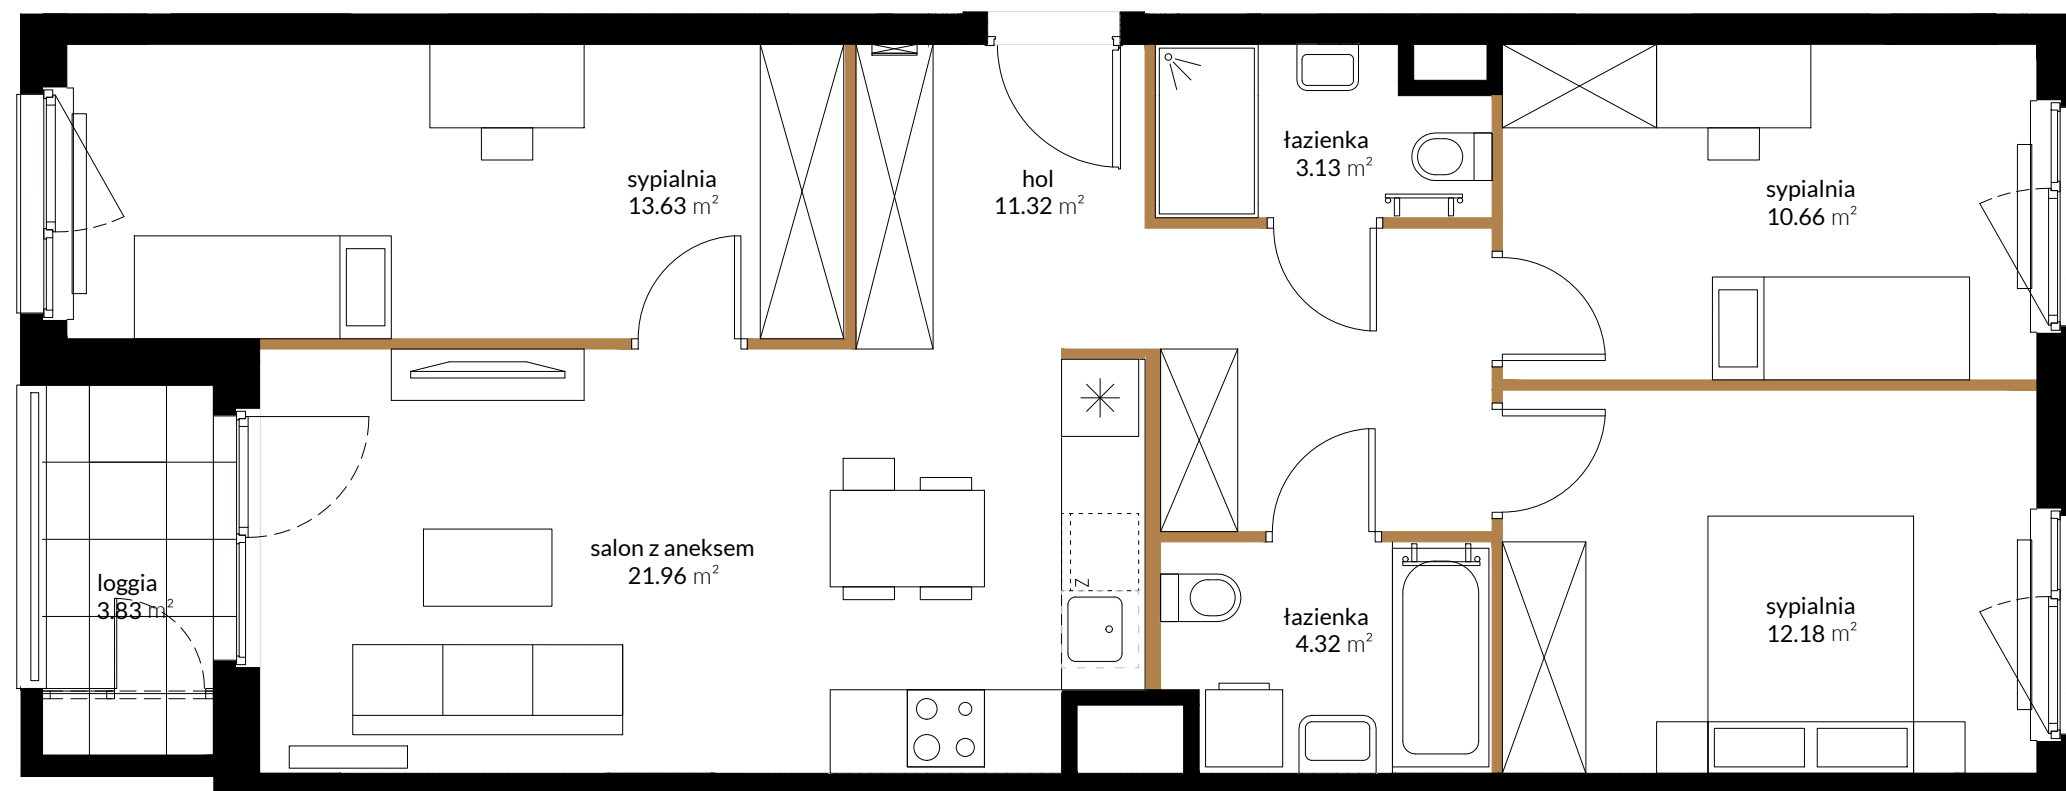 sypialnia
13.63 m²
hol
11.32 m²
łazienka
3.13 m²
sypialnia
10.66 m²
loggia
3.83 m²
salon z aneksem
21.96 m²
Z
łazienka
4.32 m²
sypialnia
12.18 m²